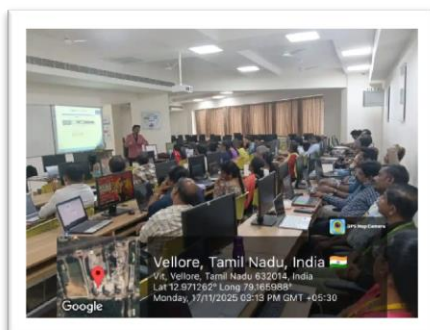 GPS Map Camera
Vellore, Tamil Nadu, India
Vit, Vellore, Tamil Nadu 632014, India
Lat 12.971262° Long 79.165988°
Monday, 17/11/2025 03:13 PM GMT +05:30
Google